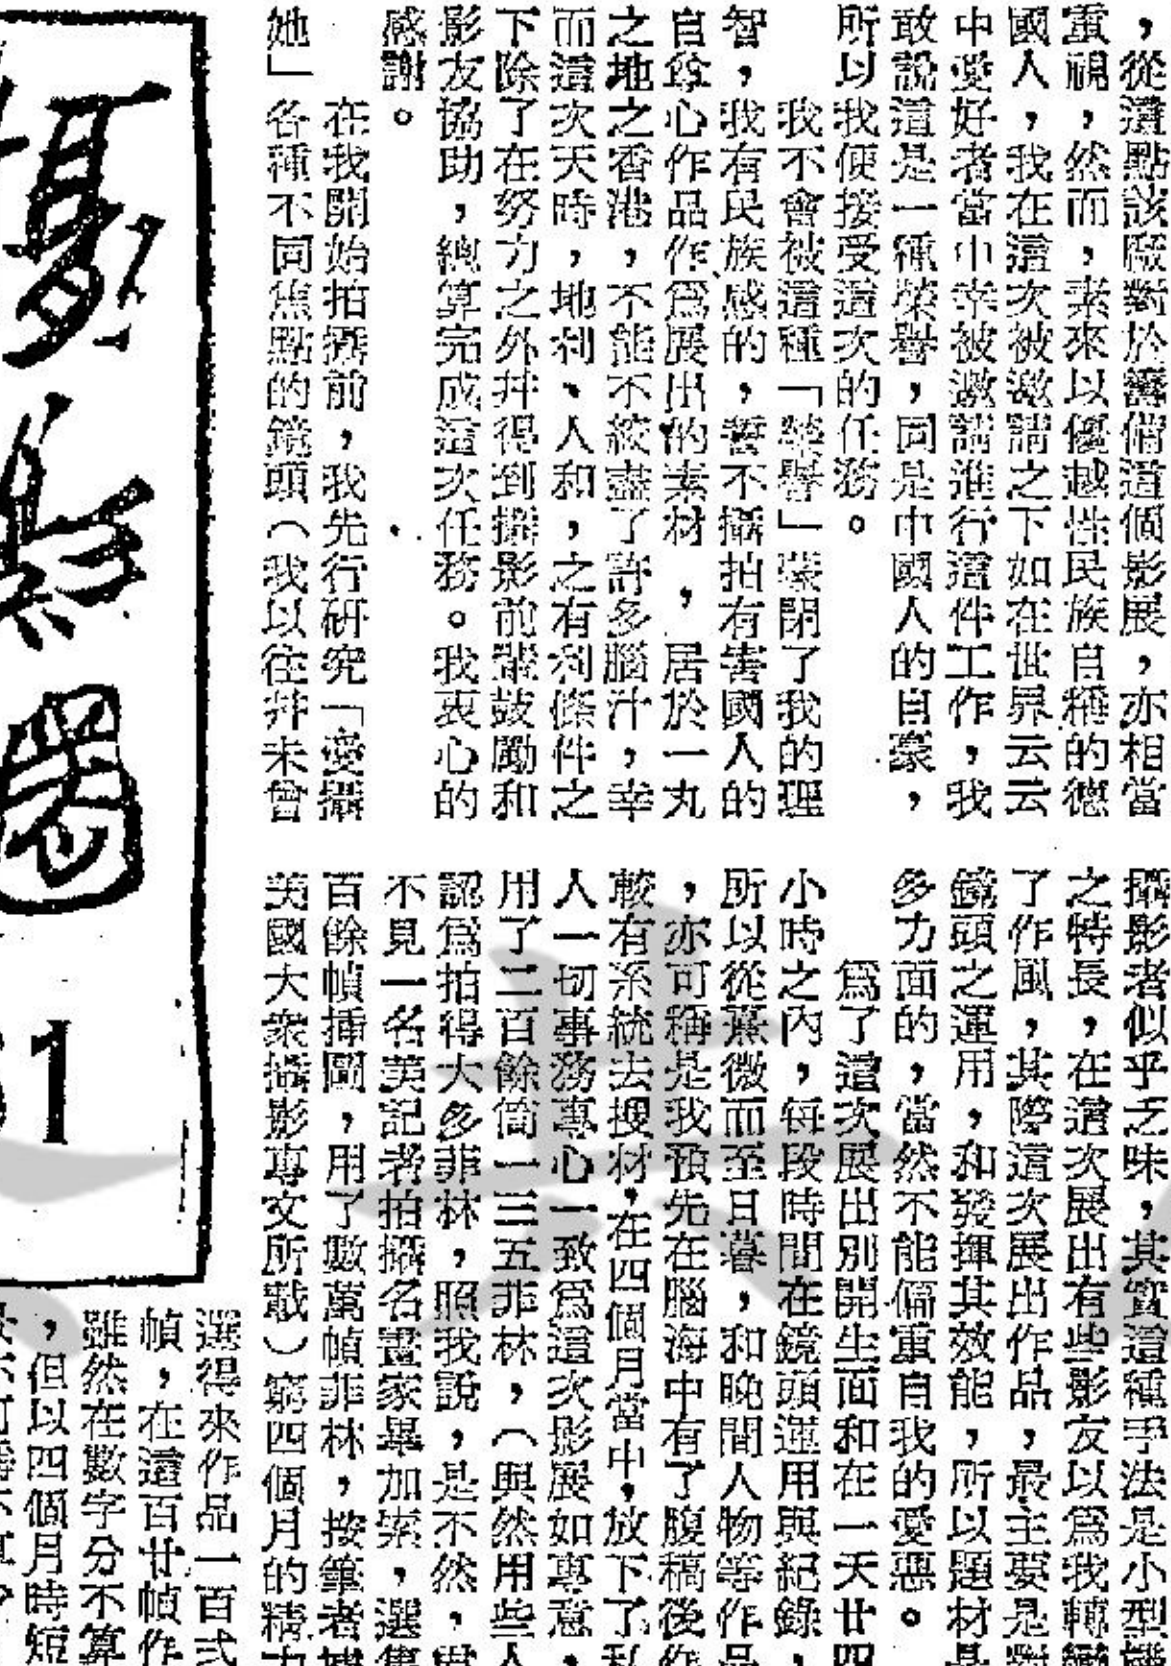 ，從這點該廠對於籌備這個影展，亦相當
重視，然而，素來以優越性民族自稱的德
國人，我在這次被邀請之下如在世界云云
中愛好者當中幸被邀請進行這件工作，我
敢說這是一種榮譽，同是中國人的自豪，
所以我便接受這次的任務。
我不會被這種「榮譽」蒙閉了我的理
智，我有民族感的，誓不攝拍有害國人的
自奪心作品作為展出的素材，居於一丸
之地之香港，不能不絞盡了許多腦汁，幸
而這次天時，地利、人和，之有利條件之
下除了在努力之外幷得到攝影前輩鼓勵和
影友協助，總算完成這次任務。我衷心的
感謝。
在我開始拍攝前，我先行研究「愛攝
她」各種不同焦點的鏡頭（我以往幷未曾
攝影者似乎乏味，其實這種手法是小型機
之特長，在這次展出有些影友以爲我轉變
了作風，其際這次展出作品，最主要是對
鏡頭之運用，和發揮其效能，所以題材是
多力面的，當然不能偏重自我的愛惡。
爲了這次展出別開生面和在一天廿四
小時之內，每段時間在鏡頭運用與紀錄，
所以從熹微而至日暮，和晚間人物等作品
，亦可稱是我預先在腦海中有了腹稿後作
較有系統去搜材，在四個月當中，放下了私
人一切事務專心一致爲這次影展如專意，
用了二百餘筒一三五菲林，（與然用些人
認爲拍得大多菲林，照我說，是不然，
不見一名美記者拍攝名畫家畢加索，選集
百餘幀插圖，用了數萬幀菲林，按筆者據
美國大衆攝影專文所載）窮四個月的精力
選得來作品一百式
幀，在這百廿幀作
雖然在數字分不算
，但以四個月時短
攝影圈
61